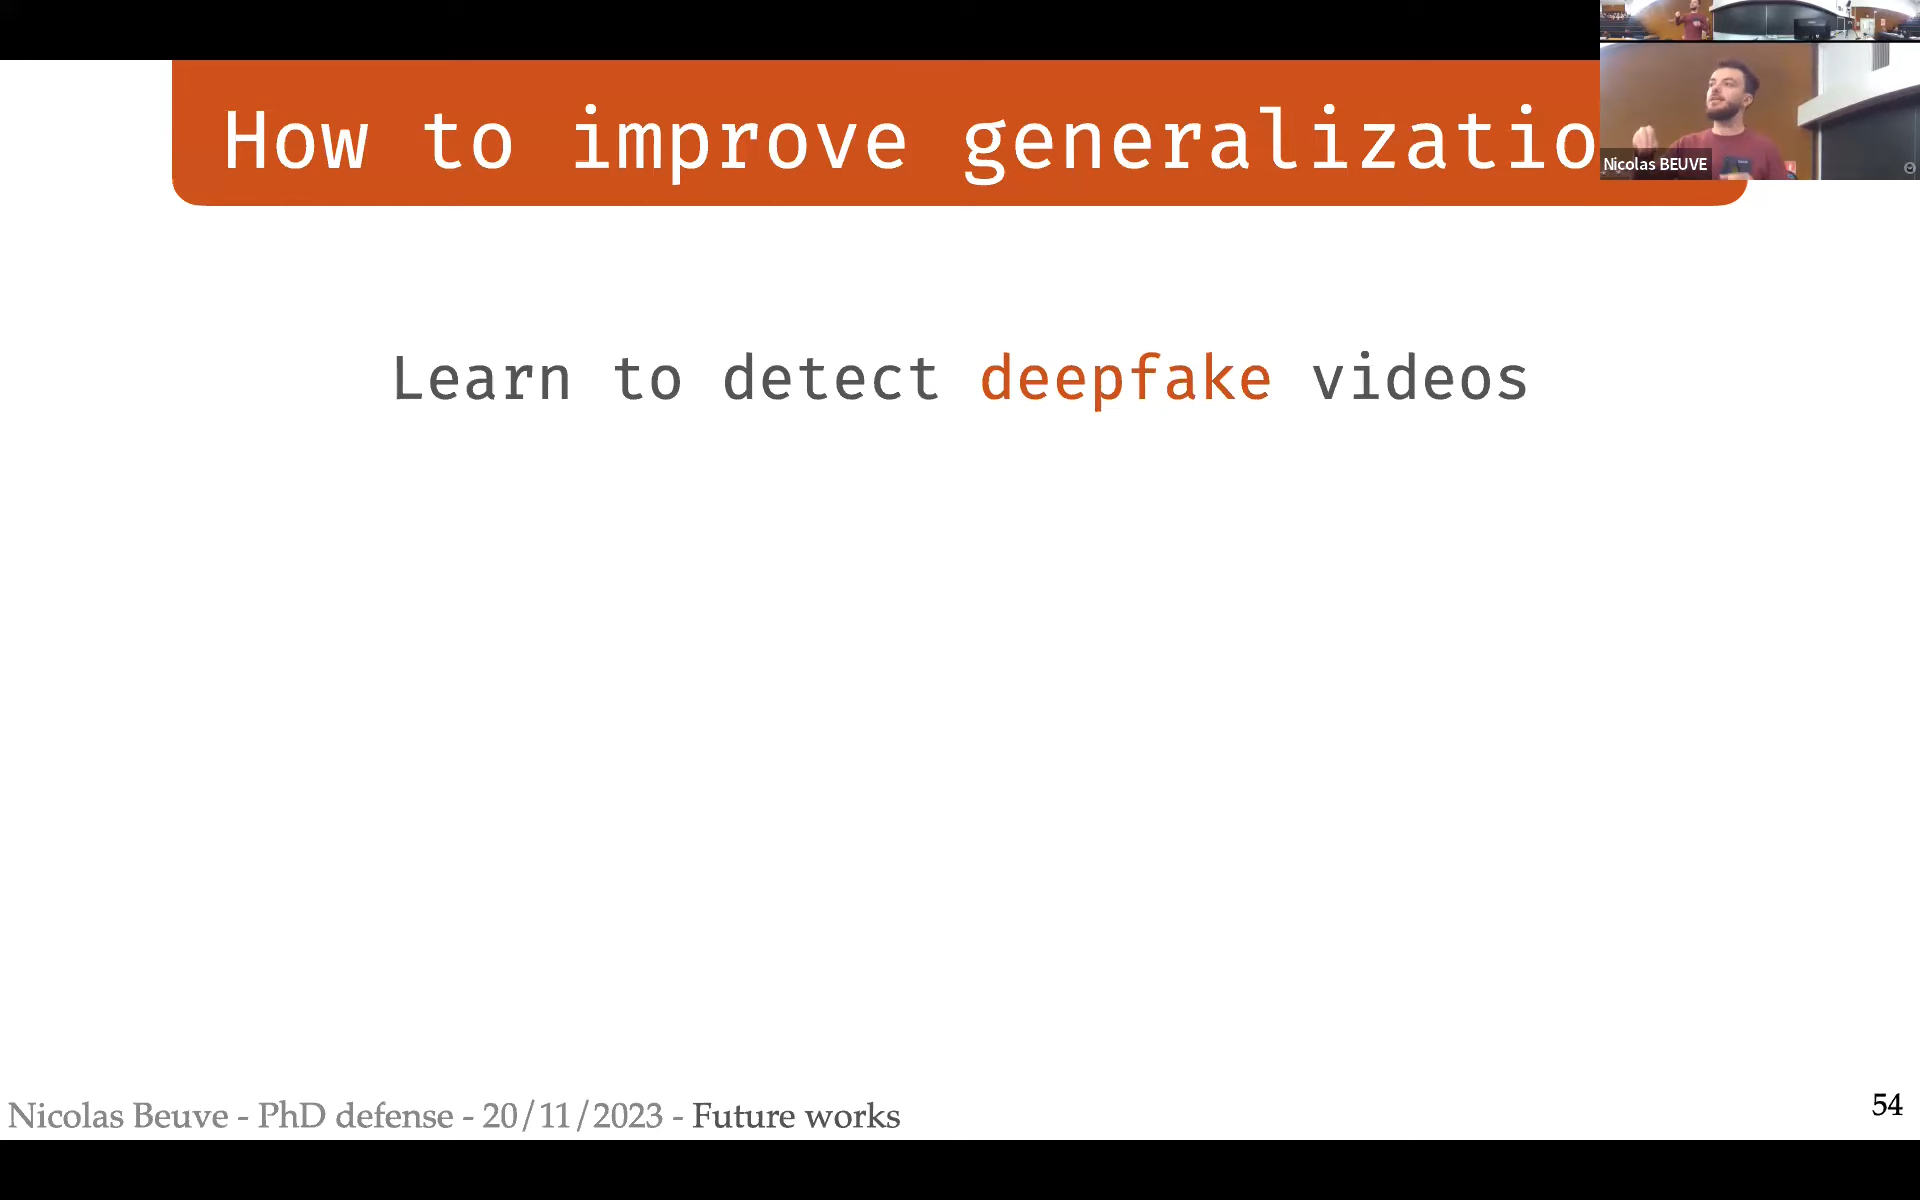 How to improve generalizatio
Nicolas BEUVE
Learn to detect deepfake videos
Nicolas Beuve - PhD defense - 20/11/2023 - Future works
54